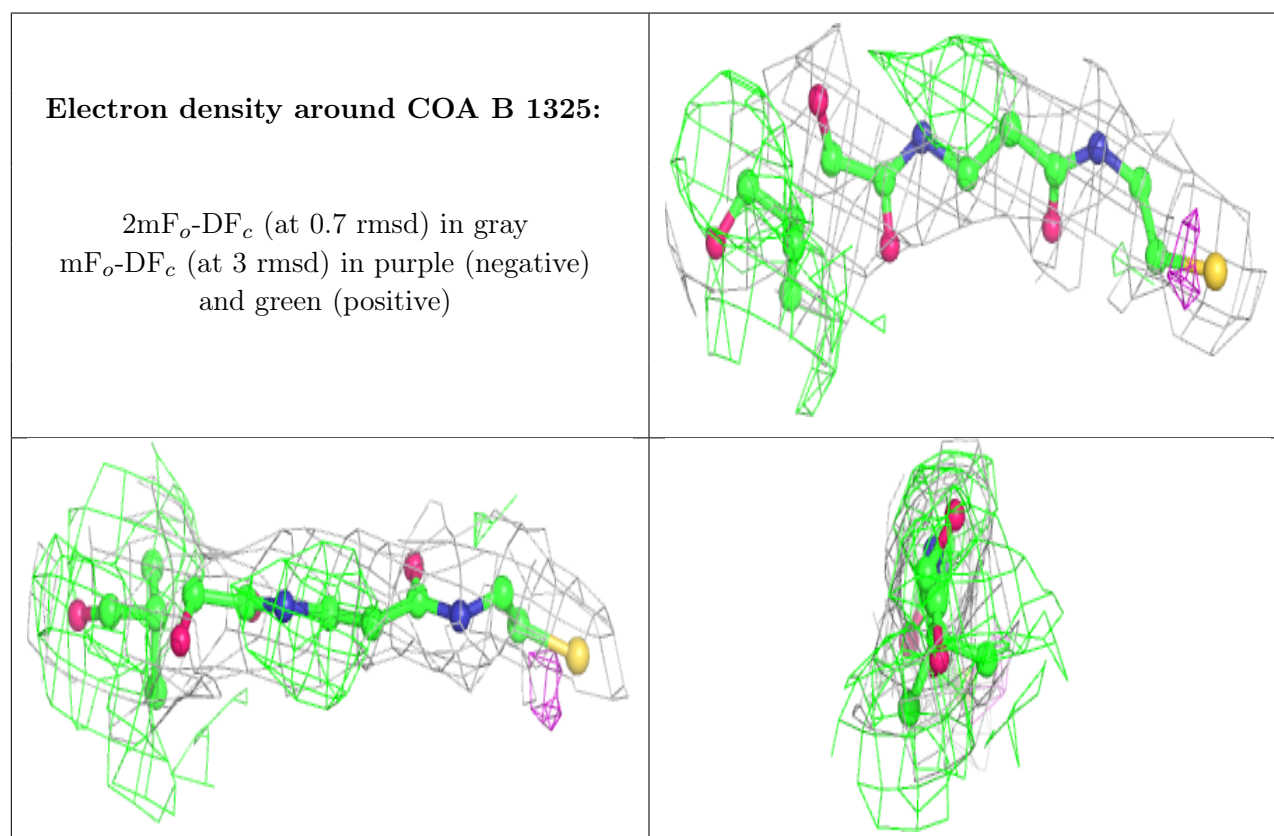 Electron density around COA B 1325:
2mFo-DFc (at 0.7 rmsd) in gray
mFo-DFc (at 3 rmsd) in purple (negative)
and green (positive)